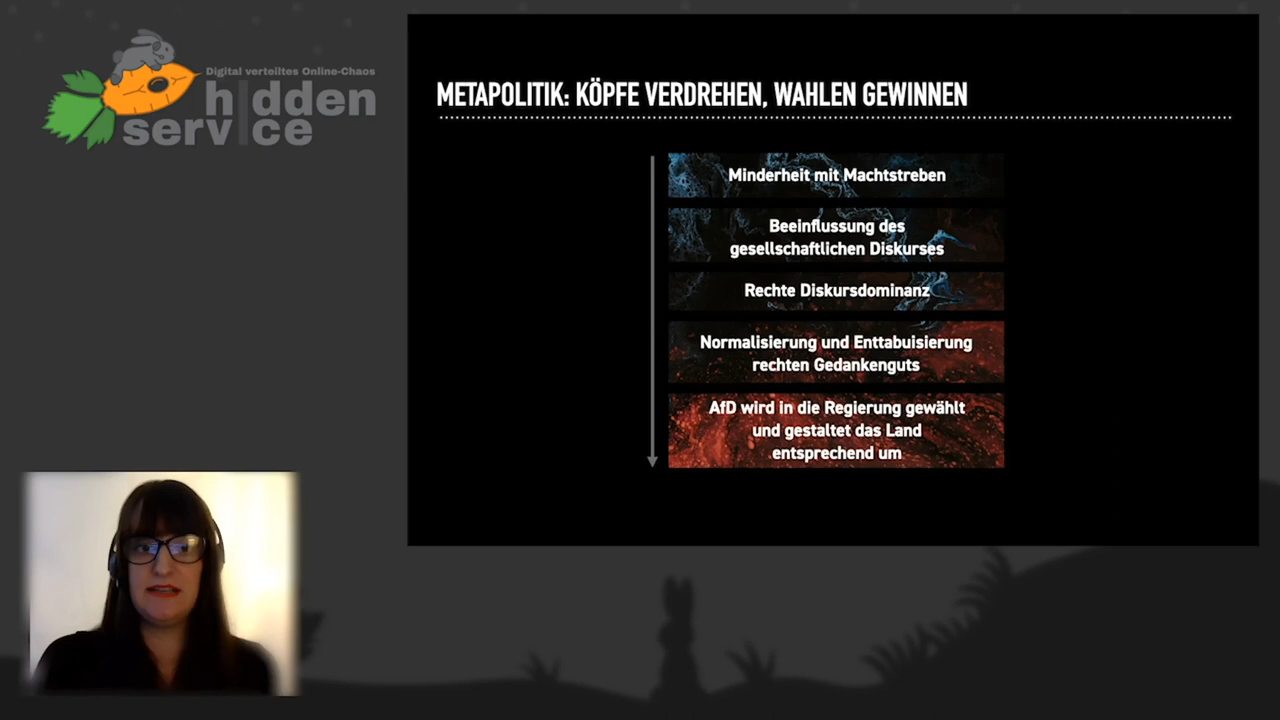 Digital verteiltes Online-Chaos
hidden
service
METAPOLITIK: KÖPFE VERDREHEN, WAHLEN GEWINNEN
Minderheit mit Machtstreben
Beeinflussung des
gesellschaftlichen Diskurses
Rechte Diskursdominanz
Normalisierung und Enttabuisierung
rechten Gedankenguts
AfD wird in die Regierung gewählt
und gestaltet das Land
entsprechend um